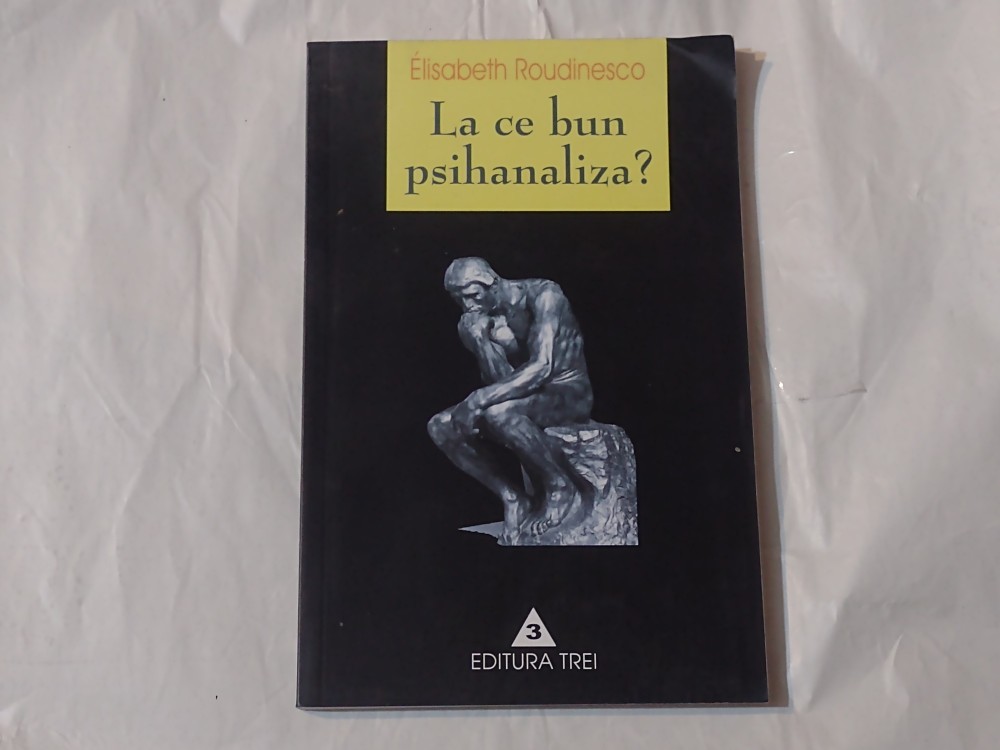 Élisabeth Roudinesco
La ce bun
psihanaliza?
3
EDITURA TREI